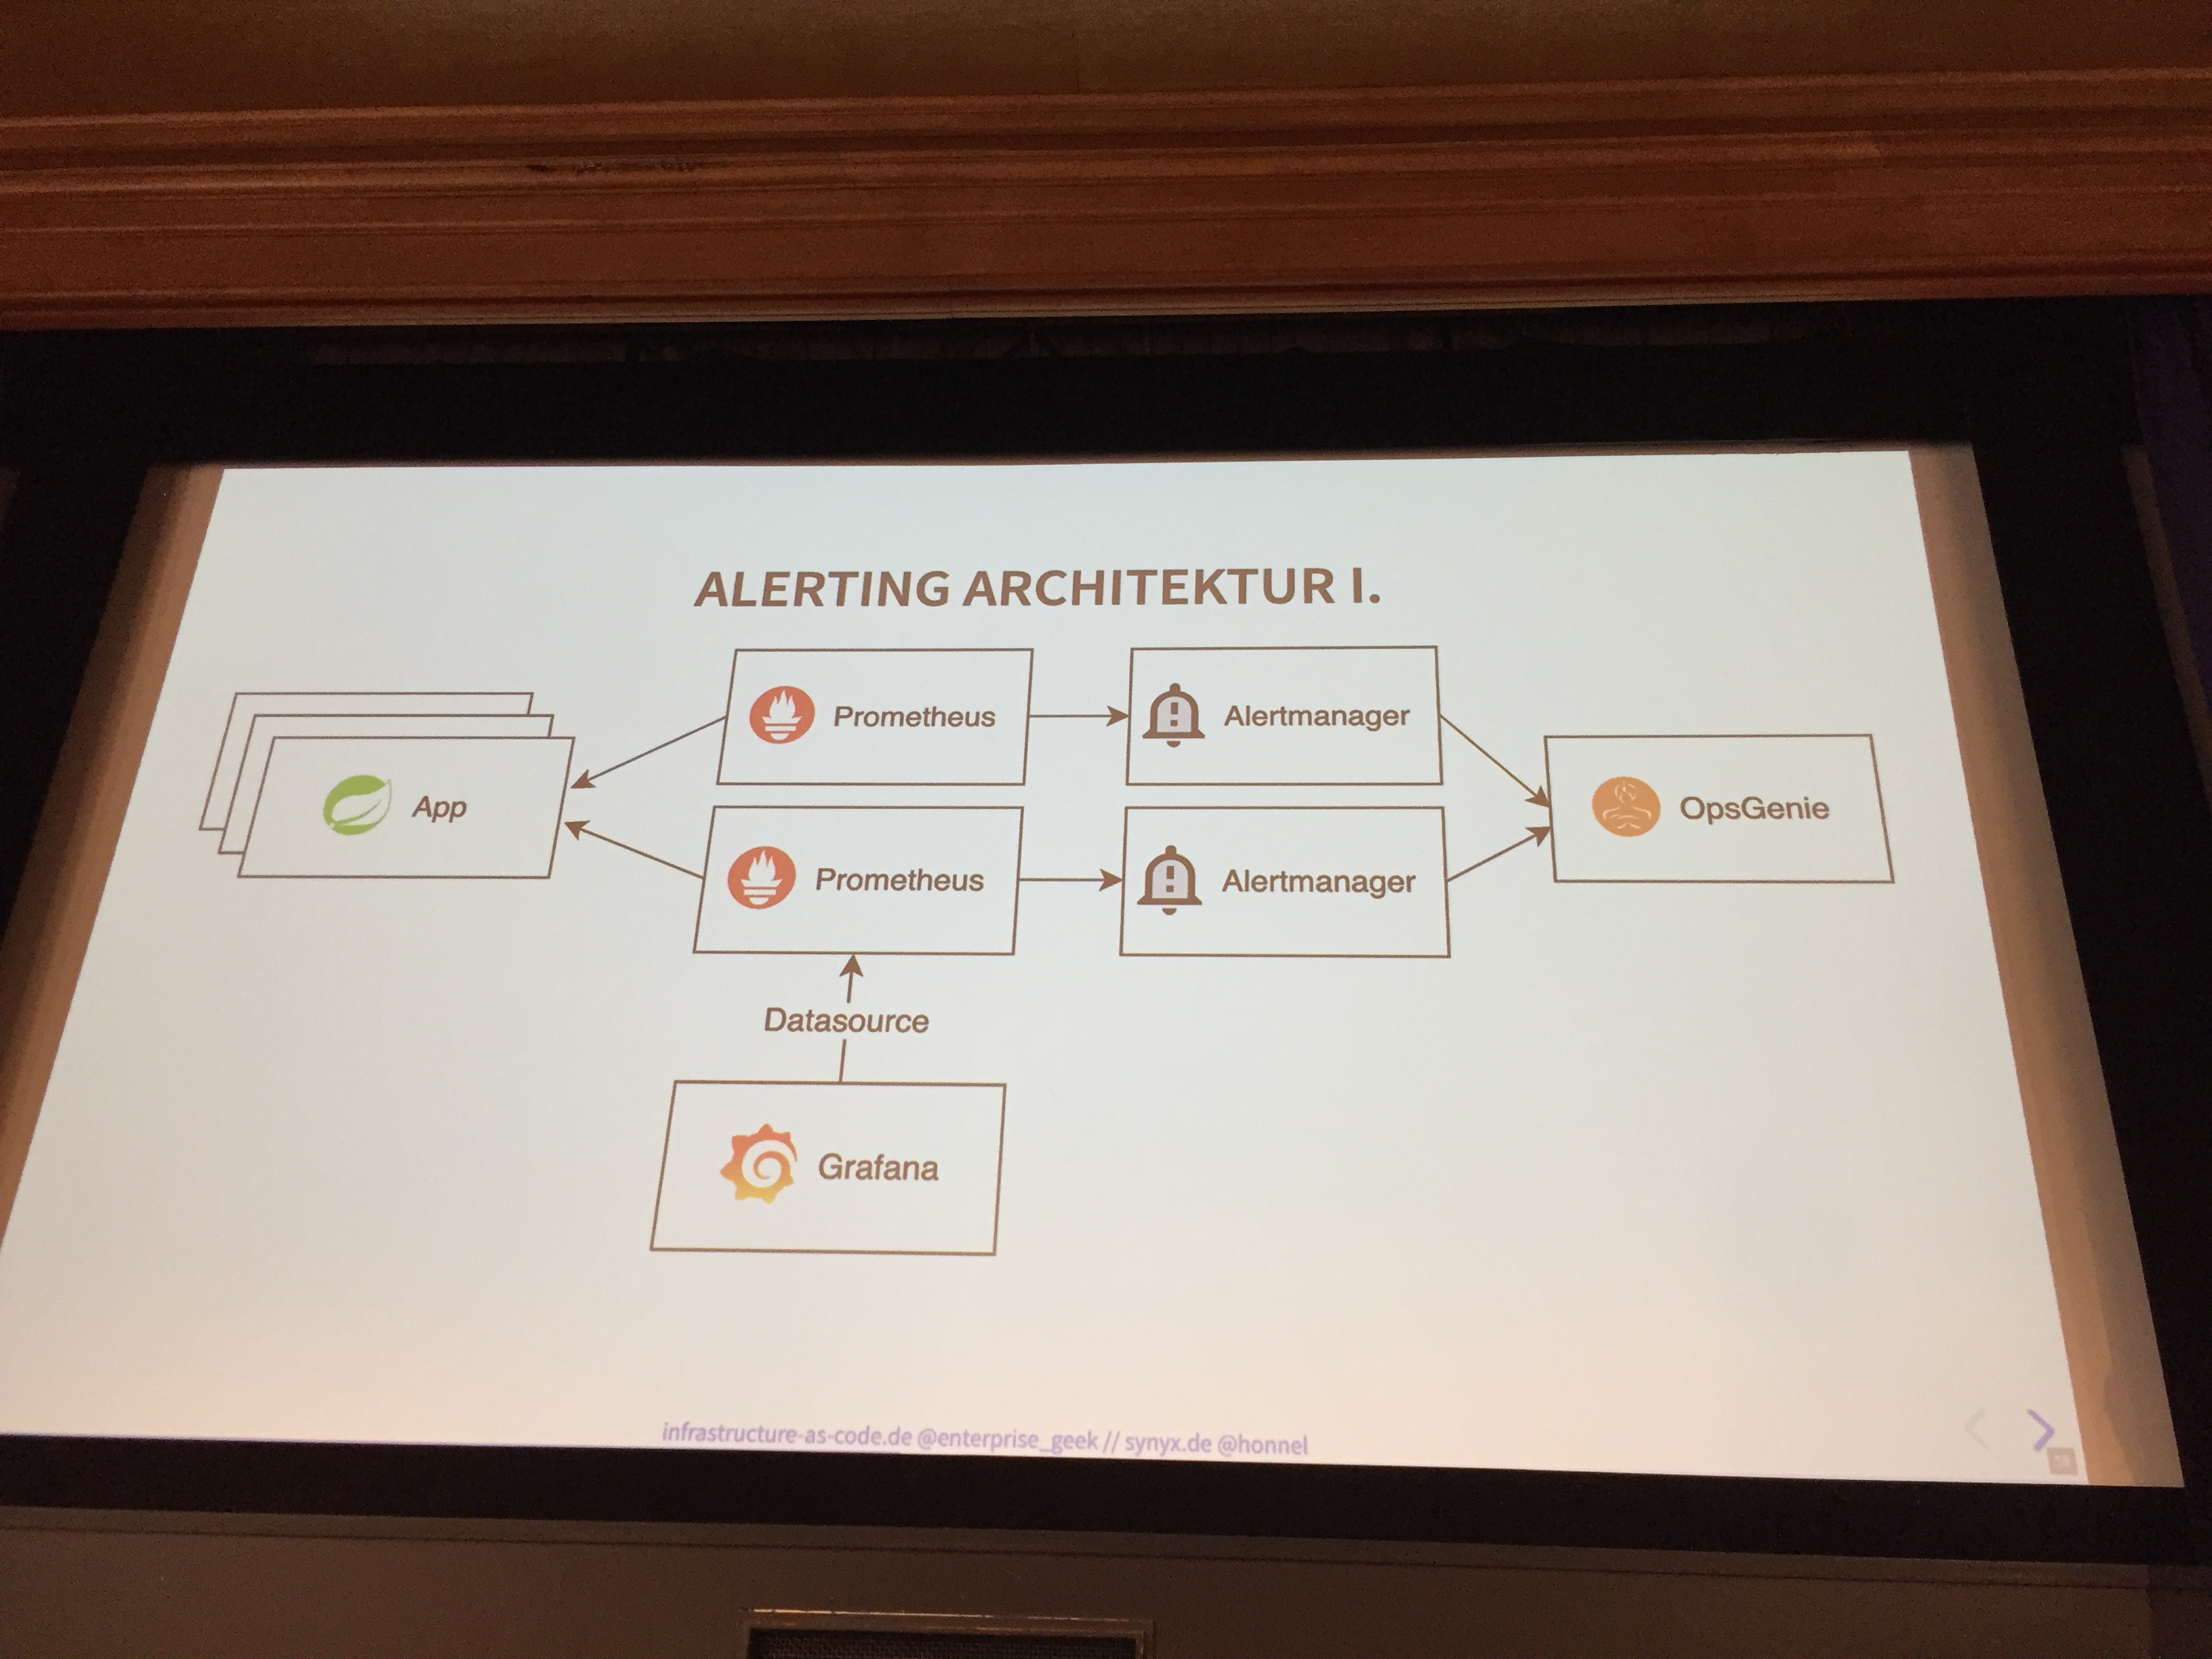 ALERTING ARCHITEKTUR I.
Prometheus
Alertmanager
App
OpsGenie
Prometheus
Alertmanager
Datasource
Grafana
infrastructure-as-code.de @enterprise_geek // synyx.de @honnel